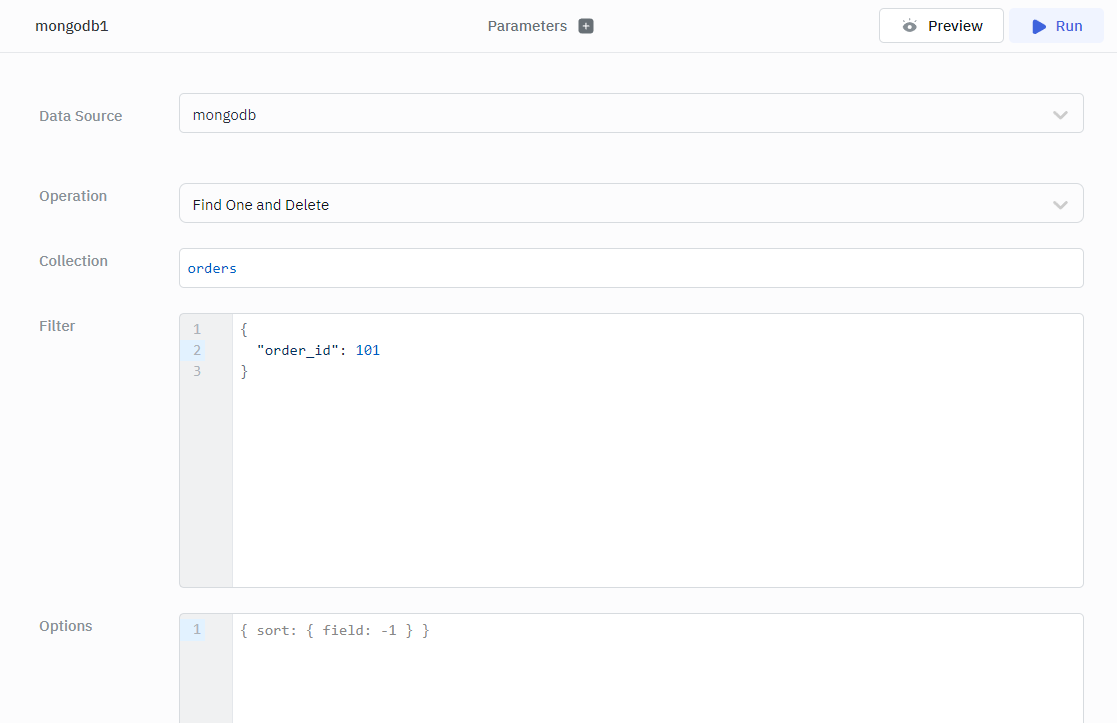 mongodb1
Parameters
Preview
Run
Data Source
mongodb
Operation
Find One and Delete
Collection
orders
Filter
1 {
2 "order_id": 101
3 }
Options
1 { sort: { field: -1 } }